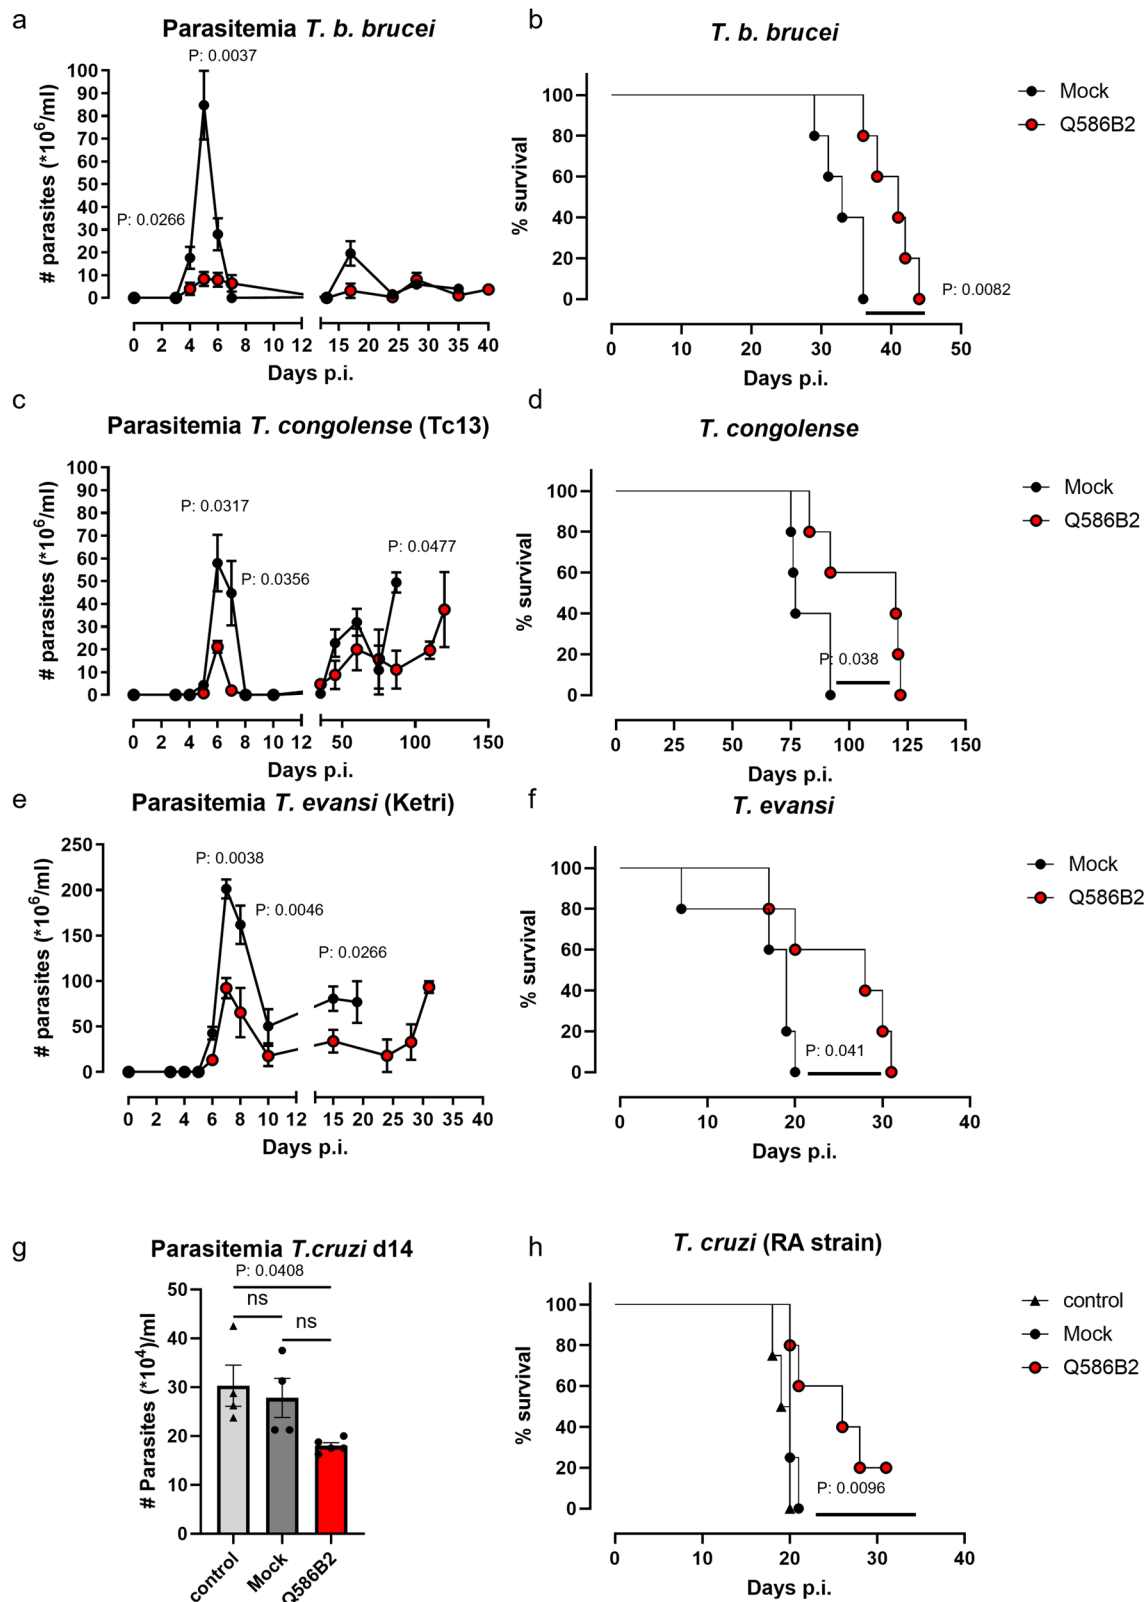 a
Parasitemia T. b. brucei
P: 0.0037
P: 0.0266
# parasites (*10^6/ml)
100
90
80
70
60
50
40
30
20
10
0
0 2 4 6 8 10 12 15 20 25 30 35 40
Days p.i.
b
T. b. brucei
Mock
Q586B2
% survival
100
80
60
40
20
0
P: 0.0082
0 10 20 30 40 50
Days p.i.
c
Parasitemia T. congolense (Tc13)
P: 0.0317
P: 0.0356
P: 0.0477
# parasites (*10^6/ml)
100
90
80
70
60
50
40
30
20
10
0
0 2 4 6 8 10 12 50 100 150
Days p.i.
d
T. congolense
Mock
Q586B2
% survival
100
80
60
40
20
0
P: 0.038
0 25 50 75 100 125 150
Days p.i.
e
Parasitemia T. evansi (Ketri)
P: 0.0038
P: 0.0046
P: 0.0266
# parasites (*10^6/ml)
250
200
150
100
50
0
0 2 4 6 8 10 12 15 20 25 30 35 40
Days p.i.
f
T. evansi
Mock
Q586B2
% survival
100
80
60
40
20
0
P: 0.041
0 10 20 30 40
Days p.i.
g
Parasitemia T.cruzi d14
P: 0.0408
ns
ns
# Parasites (*10^4)/ml
50
40
30
20
10
0
control Mock Q586B2
h
T. cruzi (RA strain)
control
Mock
Q586B2
% survival
100
80
60
40
20
0
P: 0.0096
0 20 30 40
Days p.i.